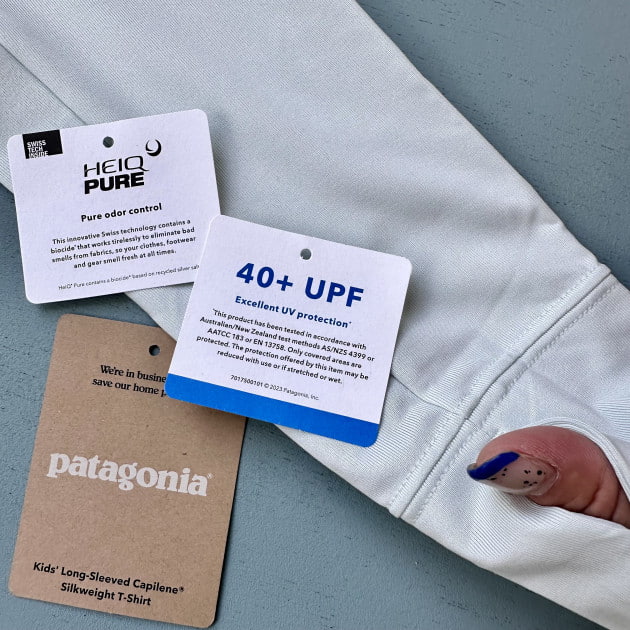 SWISS
TECH
INSIDE
HEIQ
PURE
Pure odor control
This innovative Swiss technology contains a
biocide* that works tirelessly to eliminate bad
smells from fabrics, so your clothes, footwear
and gear smell fresh at all times.
HeiQ® Pure contains a biocide* based on recycled silver salt
40+ UPF
Excellent UV protection*
*This product has been tested in accordance with
Australian/New Zealand test methods AS/NZS 4399 or
AATCC 183 or EN 13758. Only covered areas are
protected. The protection offered by this item may be
reduced with use or if stretched or wet.
7017500101 © 2023 Patagonia, Inc.
We're in
save our home
patagonia®
Kids' Long-Sleeved Capilene®
Silkweight T-Shirt